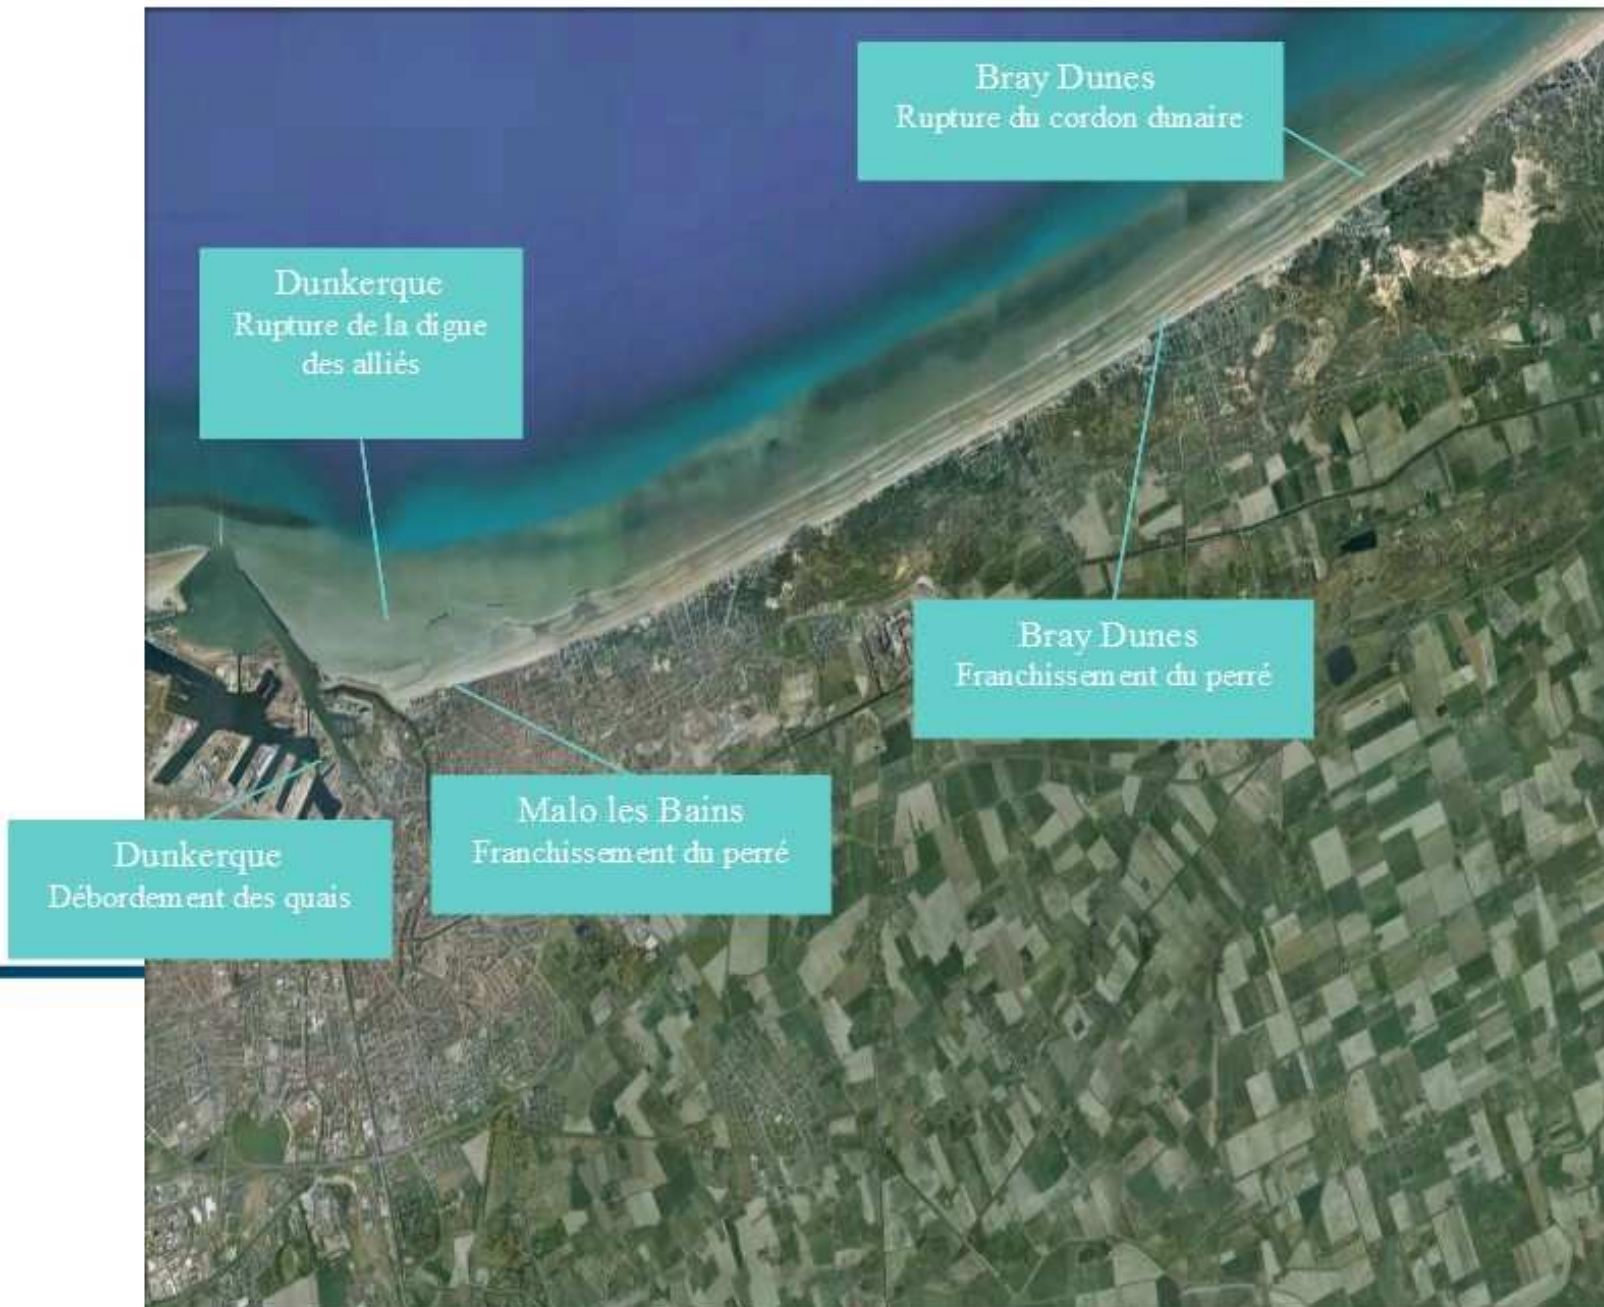 Bray Dunes
Rupture du cordon dunaire
Dunkerque
Rupture de la digue
des alliés
Bray Dunes
Franchissement du perré
Malo les Bains
Franchissement du perré
Dunkerque
Débordement des quais